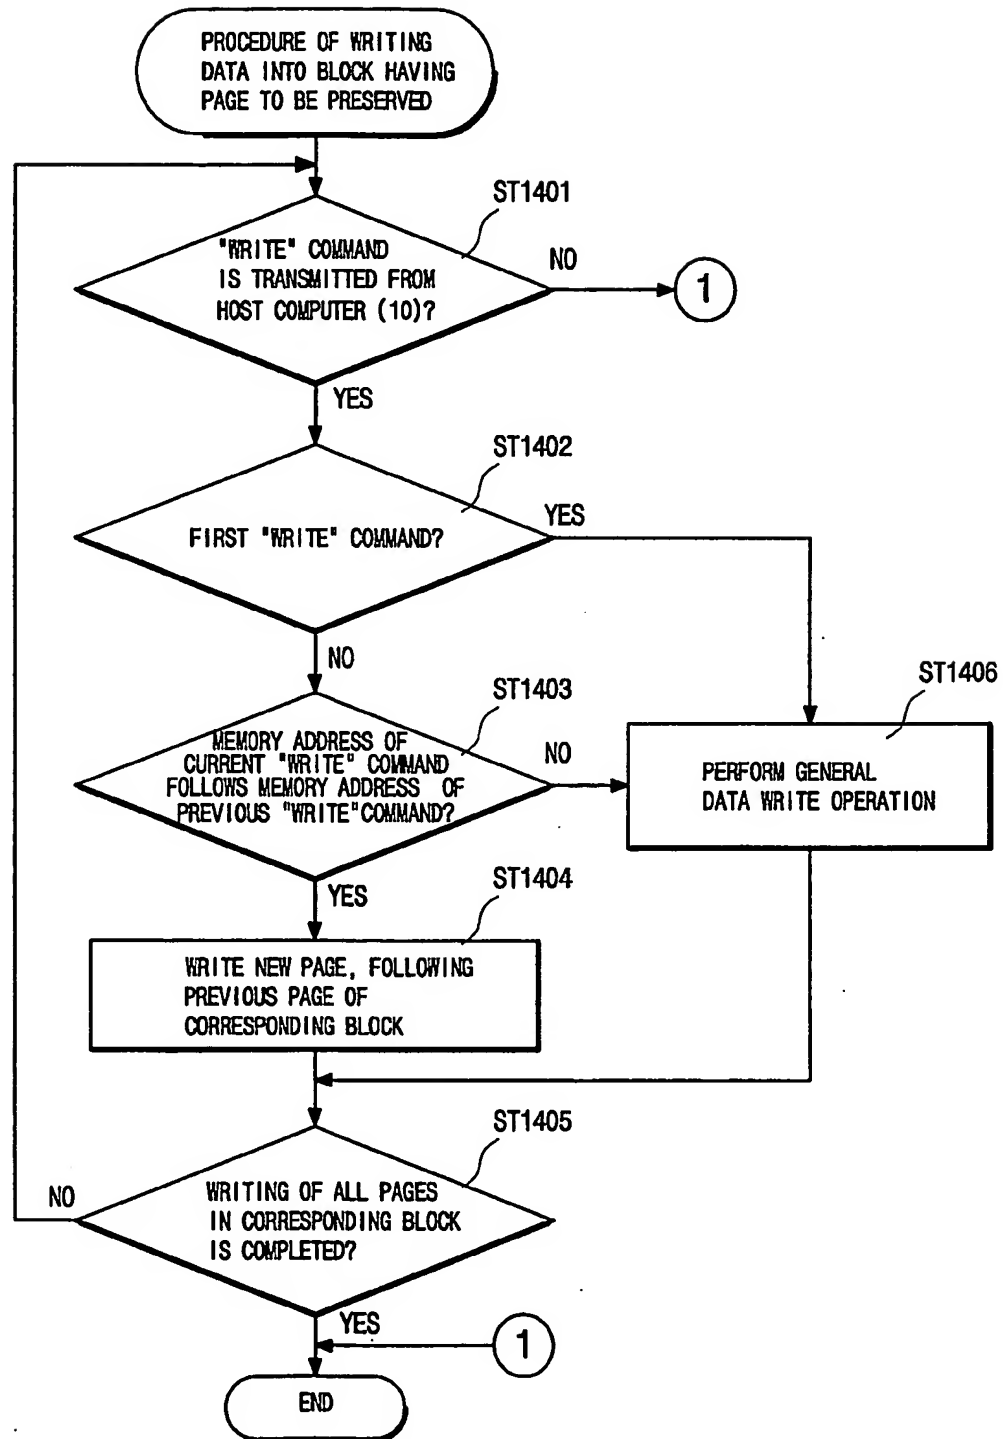 PROCEDURE OF WRITING
DATA INTO BLOCK HAVING
PAGE TO BE PRESERVED
ST1401
"WRITE" COMMAND
IS TRANSMITTED FROM
HOST COMPUTER (10)?
NO
1
YES
ST1402
FIRST "WRITE" COMMAND?
YES
NO
ST1403
MEMORY ADDRESS OF
CURRENT "WRITE" COMMAND
FOLLOWS MEMORY ADDRESS OF
PREVIOUS "WRITE"COMMAND?
NO
ST1406
PERFORM GENERAL
DATA WRITE OPERATION
YES
ST1404
WRITE NEW PAGE, FOLLOWING
PREVIOUS PAGE OF
CORRESPONDING BLOCK
ST1405
NO
WRITING OF ALL PAGES
IN CORRESPONDING BLOCK
IS COMPLETED?
YES
1
END